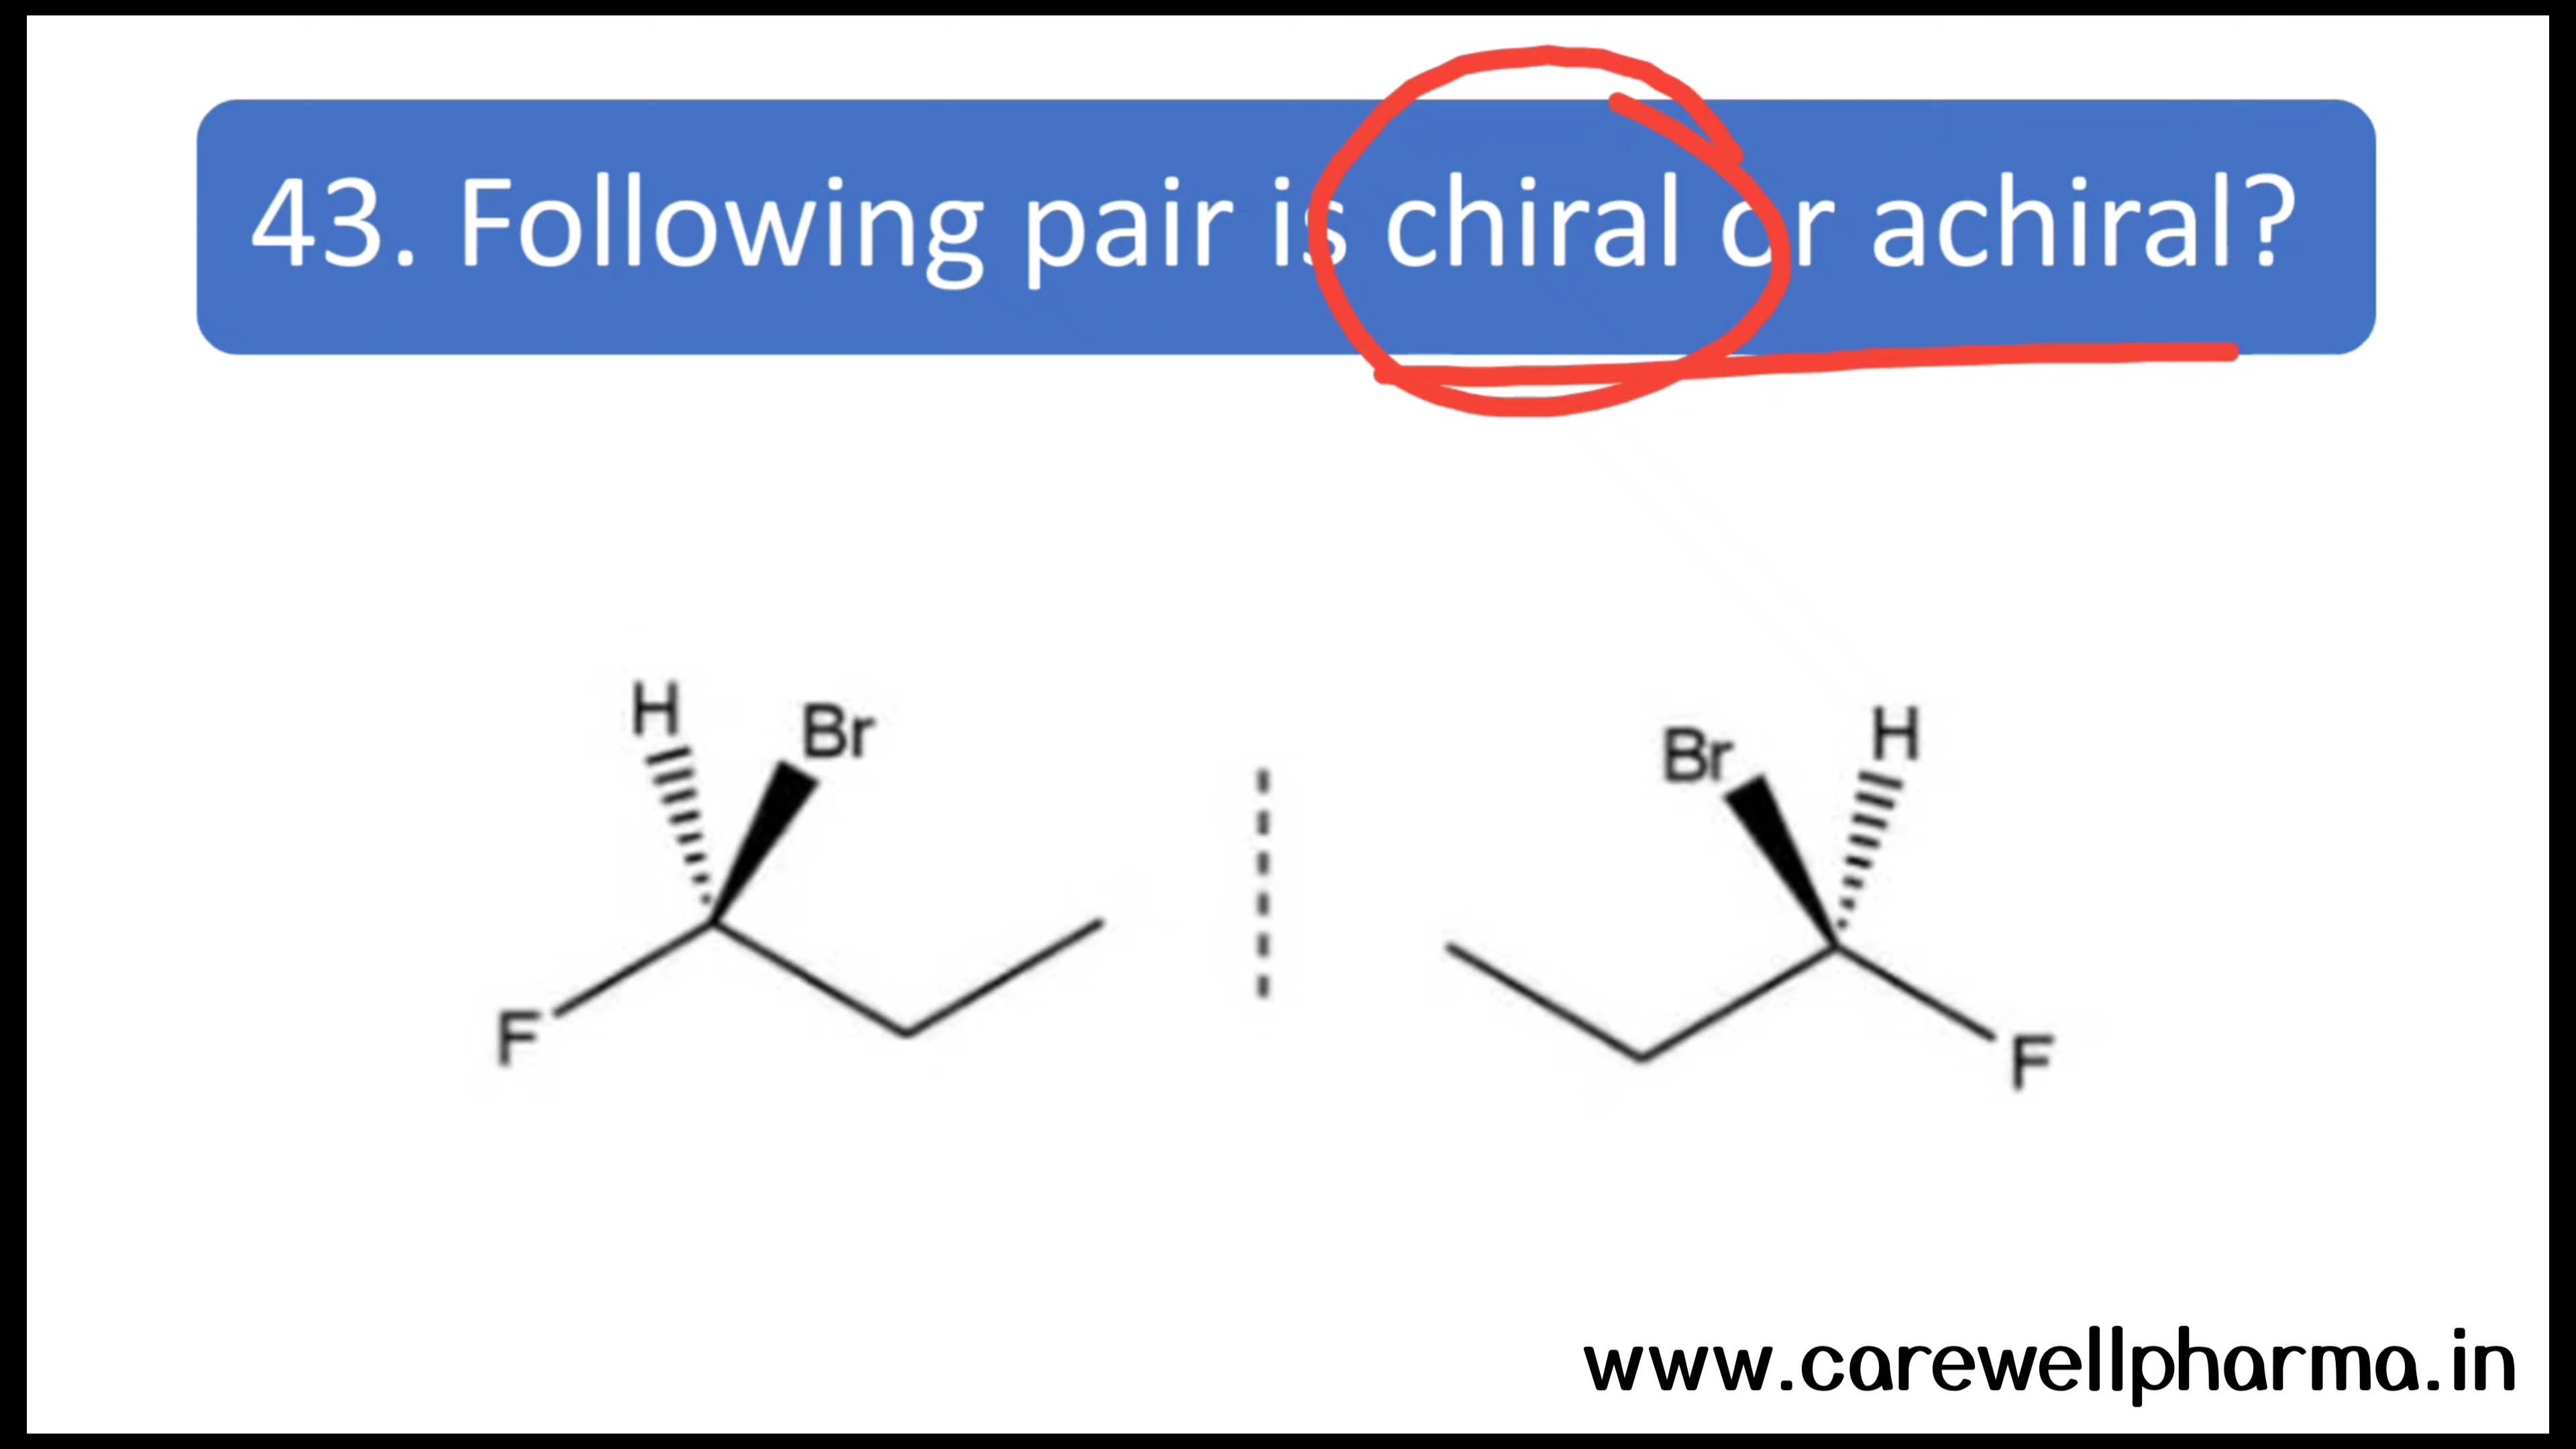 43. Following pair is chiral or achiral?
H
Br
Br
H
F
F
www.carewellpharma.in